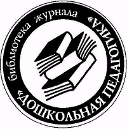 библиотека журнала
«ДОШКОЛЬНАЯ ПЕДАГОГИКА»